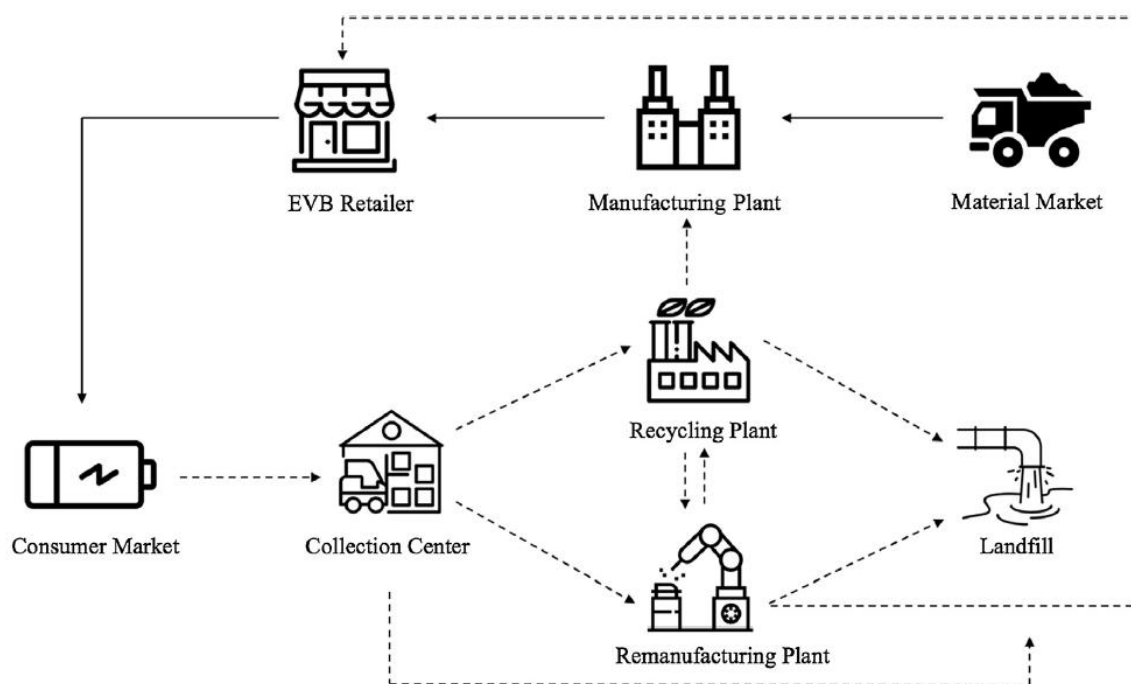 EVB Retailer
Manufacturing Plant
Material Market
Recycling Plant
Consumer Market
Collection Center
Landfill
Remanufacturing Plant